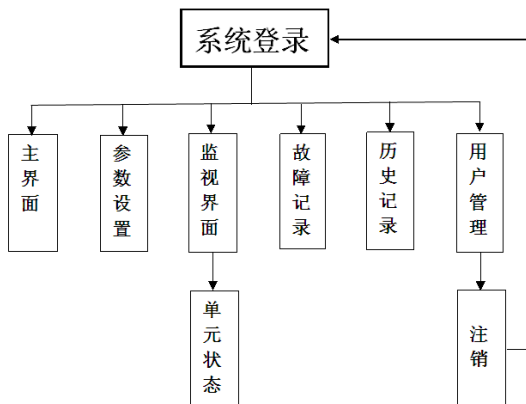 系统登录
主界面
参数设置
监视界面
故障记录
历史记录
用户管理
单元状态
注销